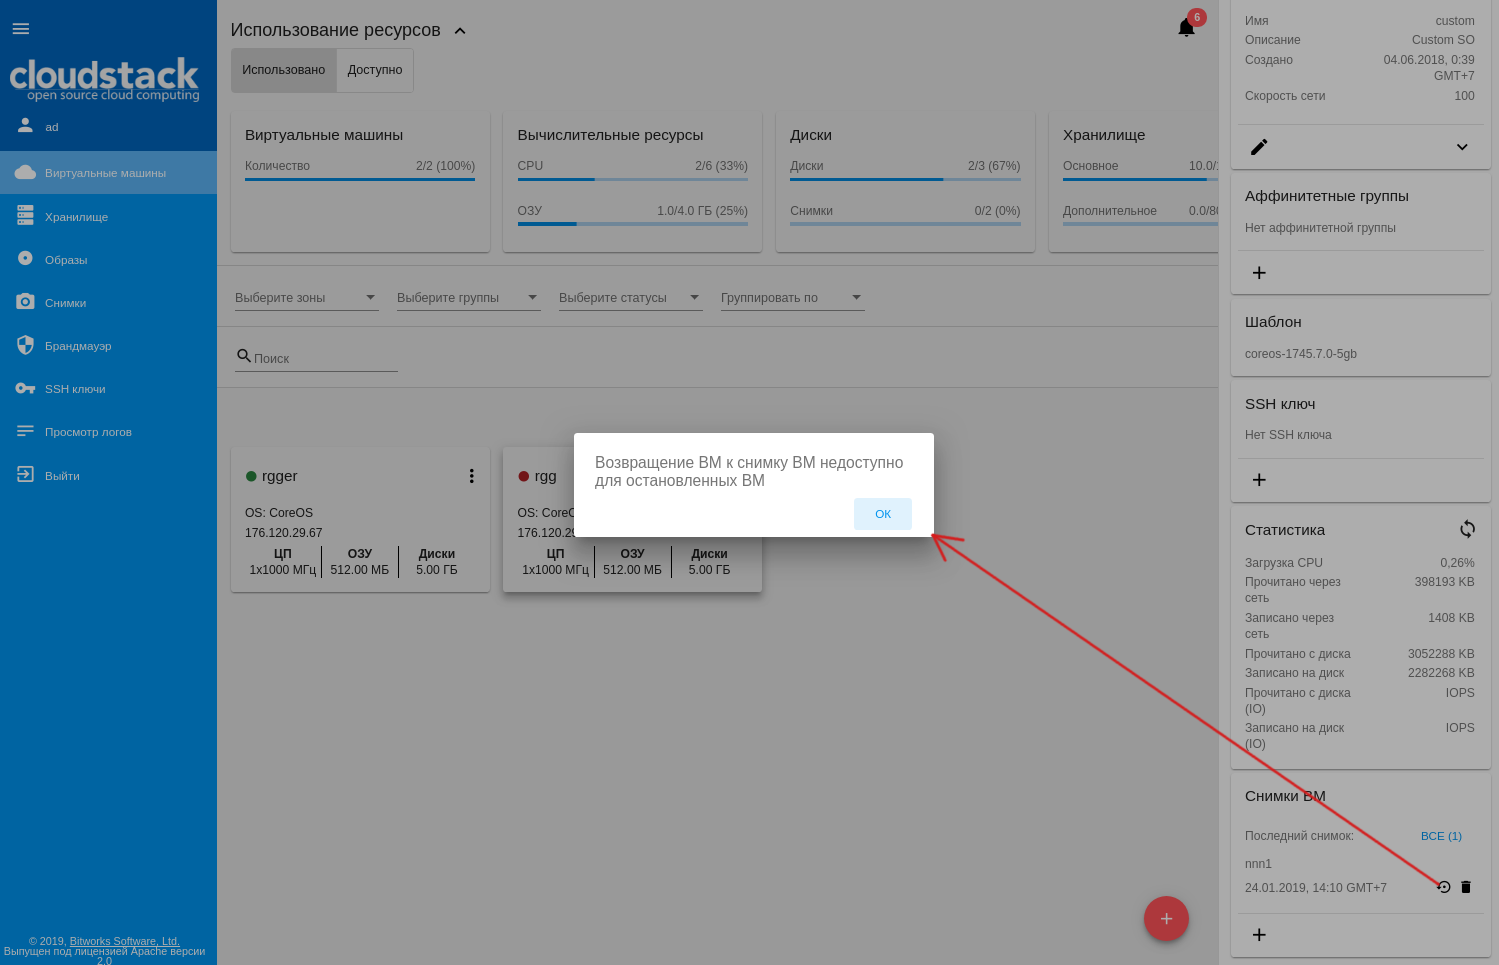 cloudstack
open source cloud computing
ad
Виртуальные машины
Хранилище
Образы
Снимки
Брандмауэр
SSH ключи
Просмотр логов
Выйти
© 2019, Bitworks Software, Ltd.
Выпущен под лицензией Apache версии
2.0
Использование ресурсов
6
Использовано
Доступно
Виртуальные машины
Количество 2/2 (100%)
Вычислительные ресурсы
CPU 2/6 (33%)
ОЗУ 1.0/4.0 ГБ (25%)
Диски
Диски 2/3 (67%)
Снимки 0/2 (0%)
Хранилище
Основное 10.0/
Дополнительное 0.0/80
Выберите зоны
Выберите группы
Выберите статусы
Группировать по
Поиск
rgger
OS: CoreOS
176.120.29.67
ЦП ОЗУ Диски
1x1000 МГц 512.00 МБ 5.00 ГБ
rgg
OS: CoreO
176.120.29
ЦП ОЗУ Диски
1x1000 МГц 512.00 МБ 5.00 ГБ
Возвращение ВМ к снимку ВМ недоступно
для остановленных ВМ
ОК
Имя custom
Описание Custom SO
Создано 04.06.2018, 0:39
GMT+7
Скорость сети 100
Аффинитетные группы
Нет аффинитетной группы
Шаблон
coreos-1745.7.0-5gb
SSH ключ
Нет SSH ключа
Статистика
Загрузка CPU 0,26%
Прочитано через 398193 KB
сеть
Записано через 1408 KB
сеть
Прочитано с диска 3052288 KB
Записано на диск 2282268 KB
Прочитано с диска IOPS
(IO)
Записано на диск IOPS
(IO)
Снимки ВМ
Последний снимок: ВСЕ (1)
nnn1
24.01.2019, 14:10 GMT+7